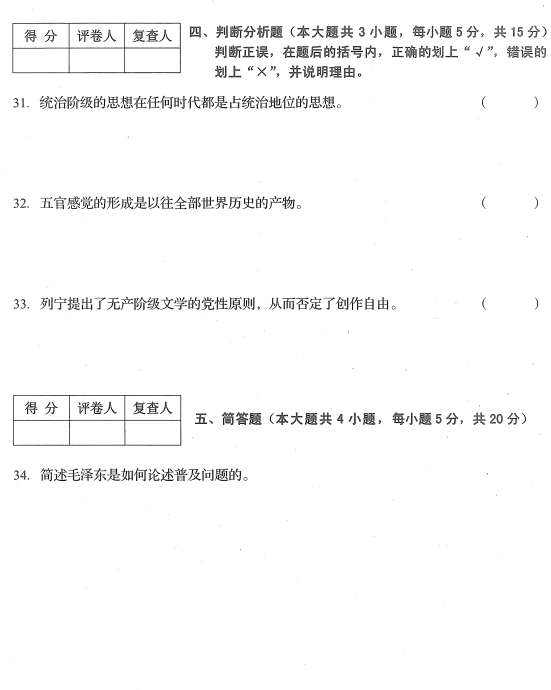 得 分 评卷人 复查人
四、判断分析题（本大题共 3 小题，每小题 5 分，共 15 分）
判断正误，在题后的括号内，正确的划上“√”，错误的
划上“×”，并说明理由。
31. 统治阶级的思想在任何时代都是占统治地位的思想。 （ ）
32. 五官感觉的形成是以往全部世界历史的产物。 （ ）
33. 列宁提出了无产阶级文学的党性原则，从而否定了创作自由。 （ ）
得 分 评卷人 复查人
五、简答题（本大题共 4 小题，每小题 5 分，共 20 分）
34. 简述毛泽东是如何论述普及问题的。